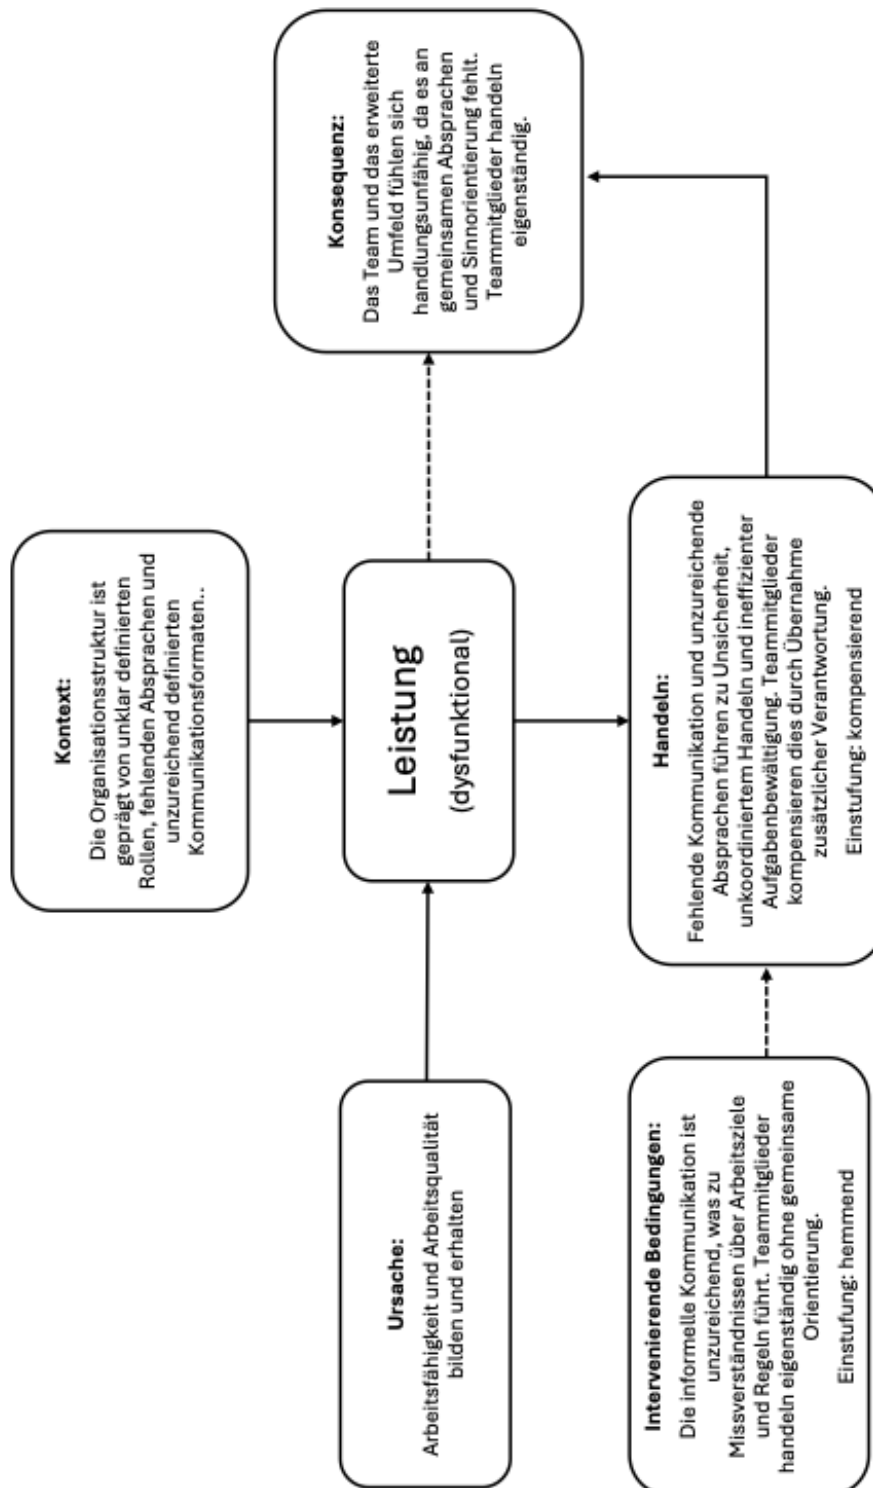 Kontext:
Die Organisationsstruktur ist
geprägt von unklar definierten
Rollen, fehlenden Absprachen und
unzureichend definierten
Kommunikationsformaten..
Ursache:
Arbeitsfähigkeit und Arbeitsqualität
bilden und erhalten
Leistung
(dysfunktional)
Konsequenz:
Das Team und das erweiterte
Umfeld fühlen sich
handlungsunfähig, da es an
gemeinsamen Absprachen
und Sinnorientierung fehlt.
Teammitglieder handeln
eigenständig.
Intervenierende Bedingungen:
Die informelle Kommunikation ist
unzureichend, was zu
Missverständnissen über Arbeitsziele
und Regeln führt. Teammitglieder
handeln eigenständig ohne gemeinsame
Orientierung.
Einstufung: hemmend
Handeln:
Fehlende Kommunikation und unzureichende
Absprachen führen zu Unsicherheit,
unkoordiniertem Handeln und ineffizienter
Aufgabenbewältigung. Teammitglieder
kompensieren dies durch Übernahme
zusätzlicher Verantwortung.
Einstufung: kompensierend